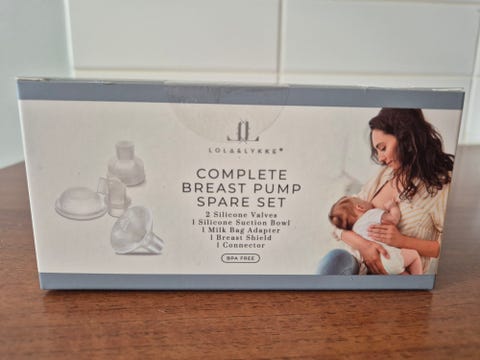 LOLA&LYKKE®
COMPLETE
BREAST PUMP
SPARE SET
2 Silicone Valves
1 Silicone Suction Bowl
1 Milk Bag Adapter
1 Breast Shield
1 Connector
BPA FREE